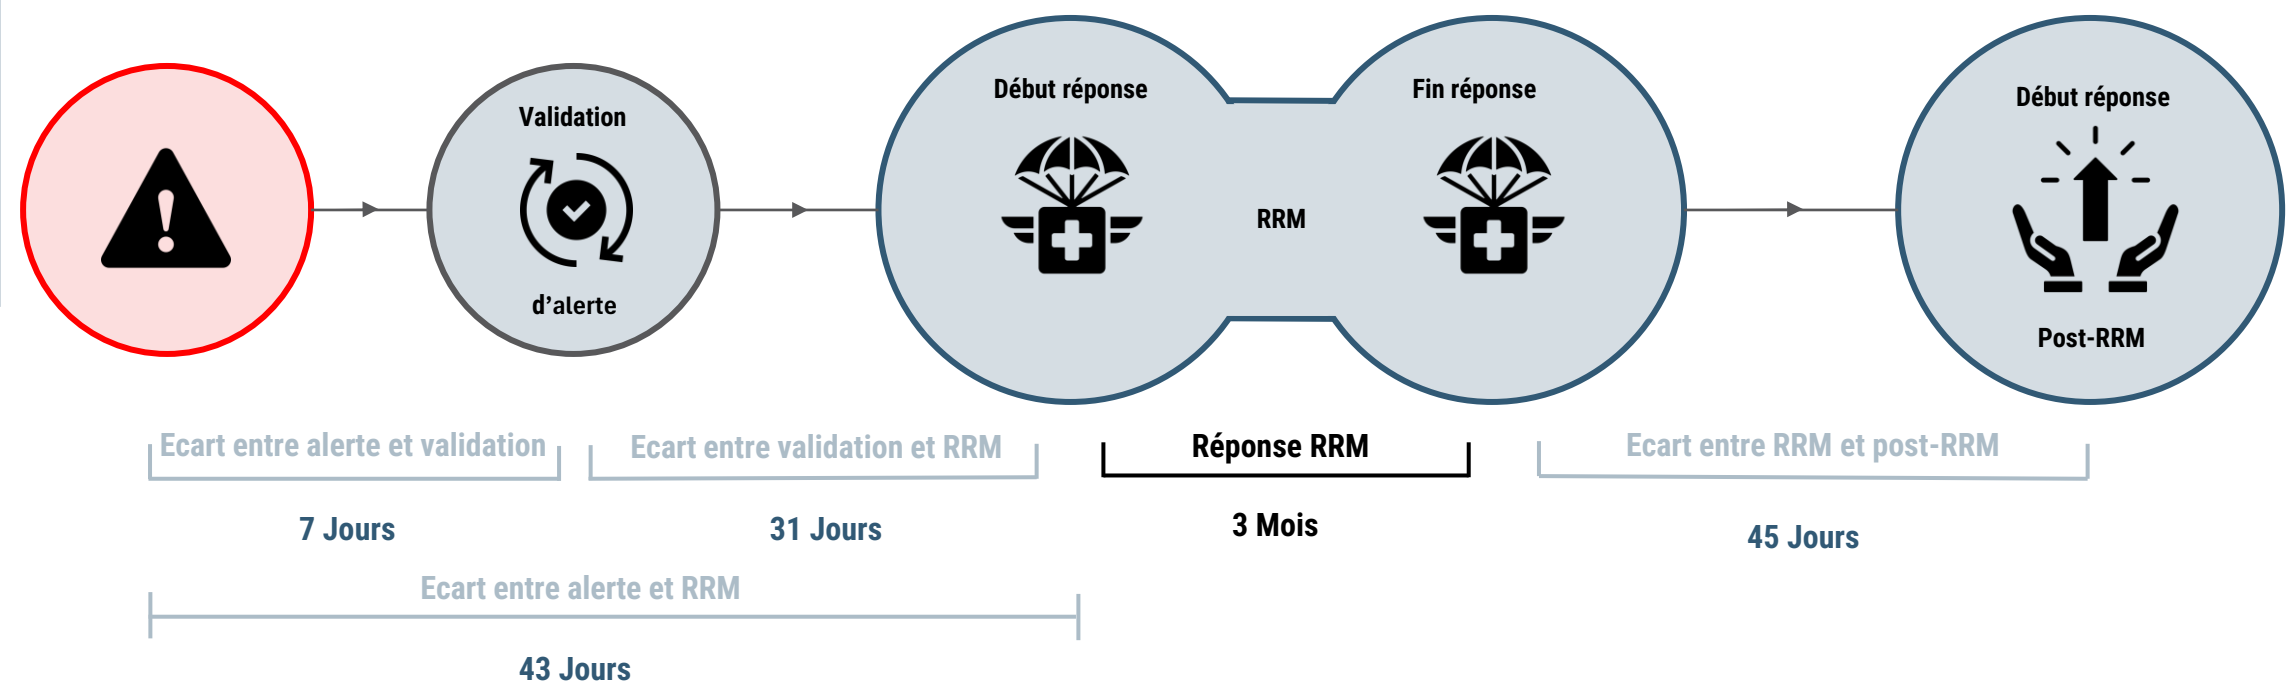 Validation
d'alerte
Début réponse
RRM
Fin réponse
Début réponse
Post-RRM
Ecart entre alerte et validation
Ecart entre validation et RRM
Réponse RRM
Ecart entre RRM et post-RRM
7 Jours
31 Jours
3 Mois
45 Jours
Ecart entre alerte et RRM
43 Jours